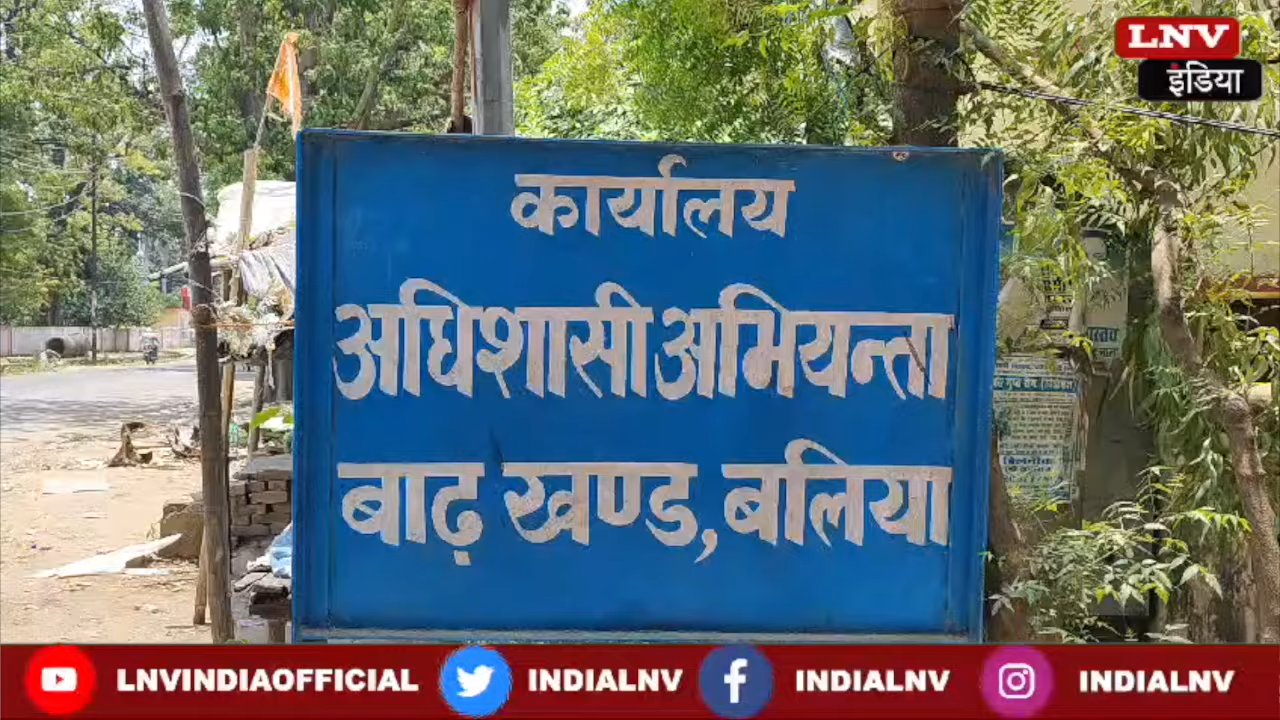 LNV
इंडिया
कार्यालय
अधिशासी अभियन्ता
बाढ़ खण्ड, बलिया
LNVINDIAOFFICIAL INDIALNV INDIALNV INDIALNV